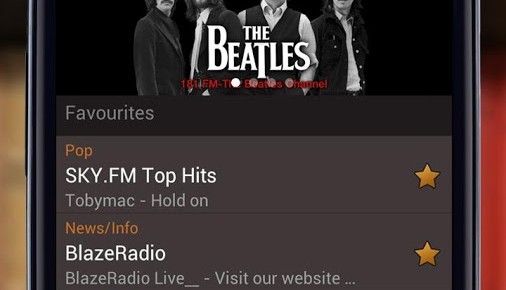 THE
BEATLES
181.FM-The Beatles Channel
Favourites
Pop
SKY.FM Top Hits
Tobymac - Hold on
News/Info
BlazeRadio
BlazeRadio Live__ - Visit our website ...